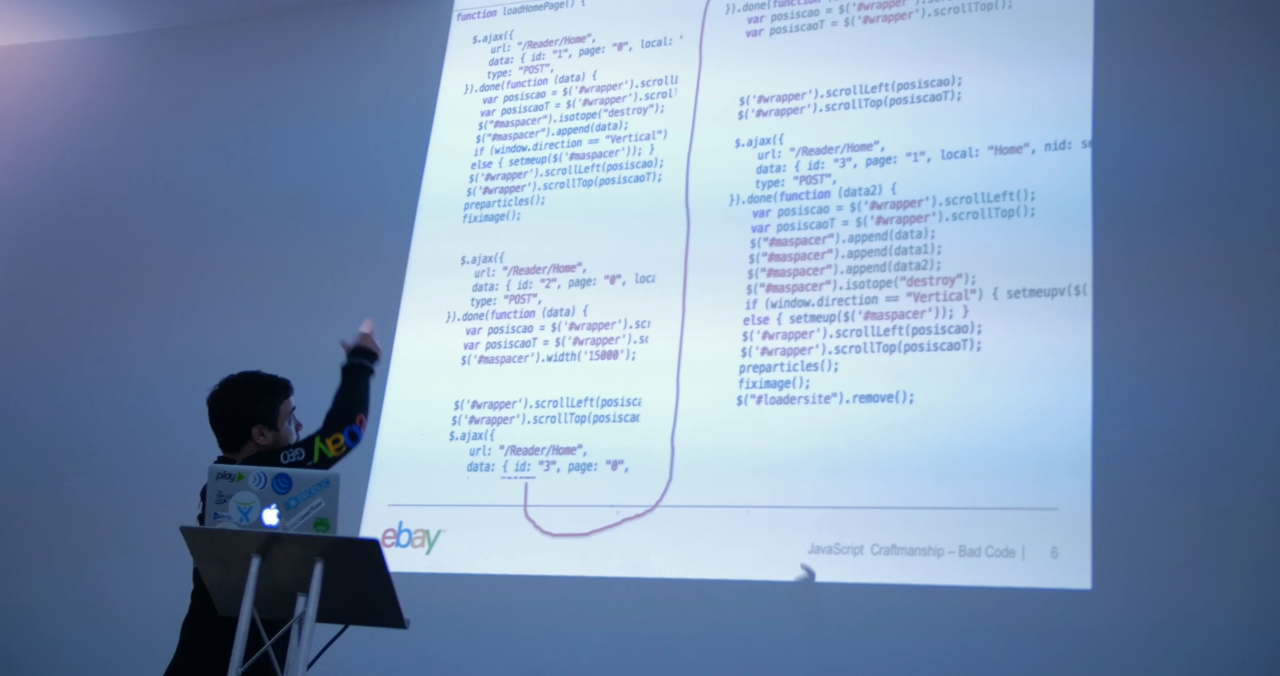 function loadHomePage() {
$.ajax({
url: "/Reader/Home",
data: { id: "1", page: "0", local: "
type: "POST",
}).done(function (data) {
var posiscao = $('#wrapper').scroll
var posiscaoT = $('#wrapper').scrol
$("#maspacer").isotope("destroy");
$("#maspacer").append(data);
if (window.direction == "Vertical")
else { setmeup($('#maspacer')); }
$('#wrapper').scrollLeft(posiscao);
$('#wrapper').scrollTop(posiscaoT);
preparticles();
fiximage();
$.ajax({
url: "/Reader/Home",
data: { id: "2", page: "0", loca
type: "POST",
}).done(function (data) {
var posiscao = $('#wrapper').scr
var posiscaoT = $('#wrapper').sc
$('#maspacer').width('15000');
$('#wrapper').scrollLeft(posisca
$('#wrapper').scrollTop(posiscao
$.ajax({
url: "/Reader/Home",
data: { id: "3", page: "0",
}).done(function
var posiscao = $('#wrapper').scrollLeft();
var posiscaoT = $('#wrapper').scrollTop();
$('#wrapper').scrollLeft(posiscao);
$('#wrapper').scrollTop(posiscaoT);
$.ajax({
url: "/Reader/Home",
data: { id: "3", page: "1", local: "Home", nid: se
type: "POST",
}).done(function (data2) {
var posiscao = $('#wrapper').scrollLeft();
var posiscaoT = $('#wrapper').scrollTop();
$("#maspacer").append(data);
$("#maspacer").append(data1);
$("#maspacer").append(data2);
$("#maspacer").isotope("destroy");
if (window.direction == "Vertical") { setmeupv($('
else { setmeup($('#maspacer')); }
$('#wrapper').scrollLeft(posiscao);
$('#wrapper').scrollTop(posiscaoT);
preparticles();
fiximage();
$("#loadersite").remove();
ebay
JavaScript Craftmanship – Bad Code | 6
ebay
GEO
play